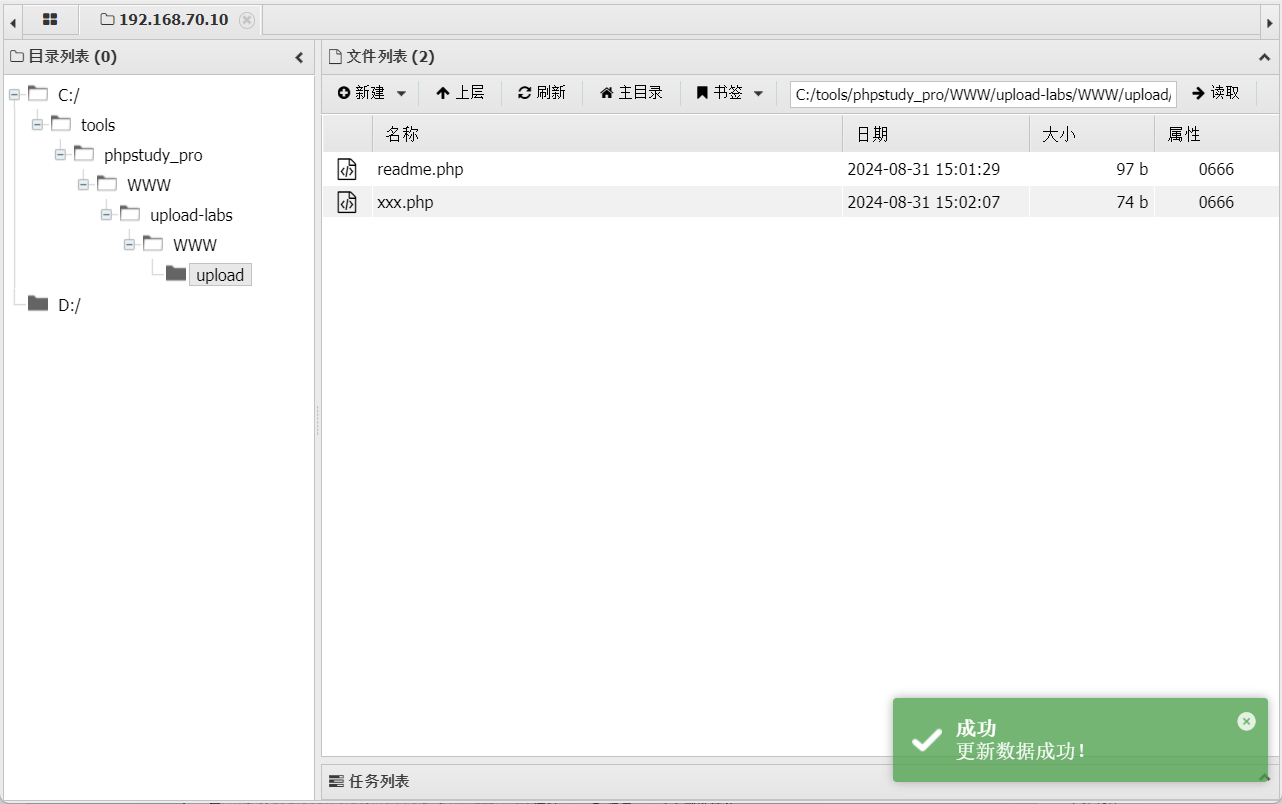 192.168.70.10
目录列表 (0)
文件列表 (2)
新建 上层 刷新 主目录 书签 C:/tools/phpstudy_pro/WWW/upload-labs/WWW/upload/ 读取
C:/
tools
phpstudy_pro
WWW
upload-labs
WWW
upload
D:/
名称 日期 大小 属性
readme.php 2024-08-31 15:01:29 97 b 0666
xxx.php 2024-08-31 15:02:07 74 b 0666
成功
更新数据成功!
任务列表